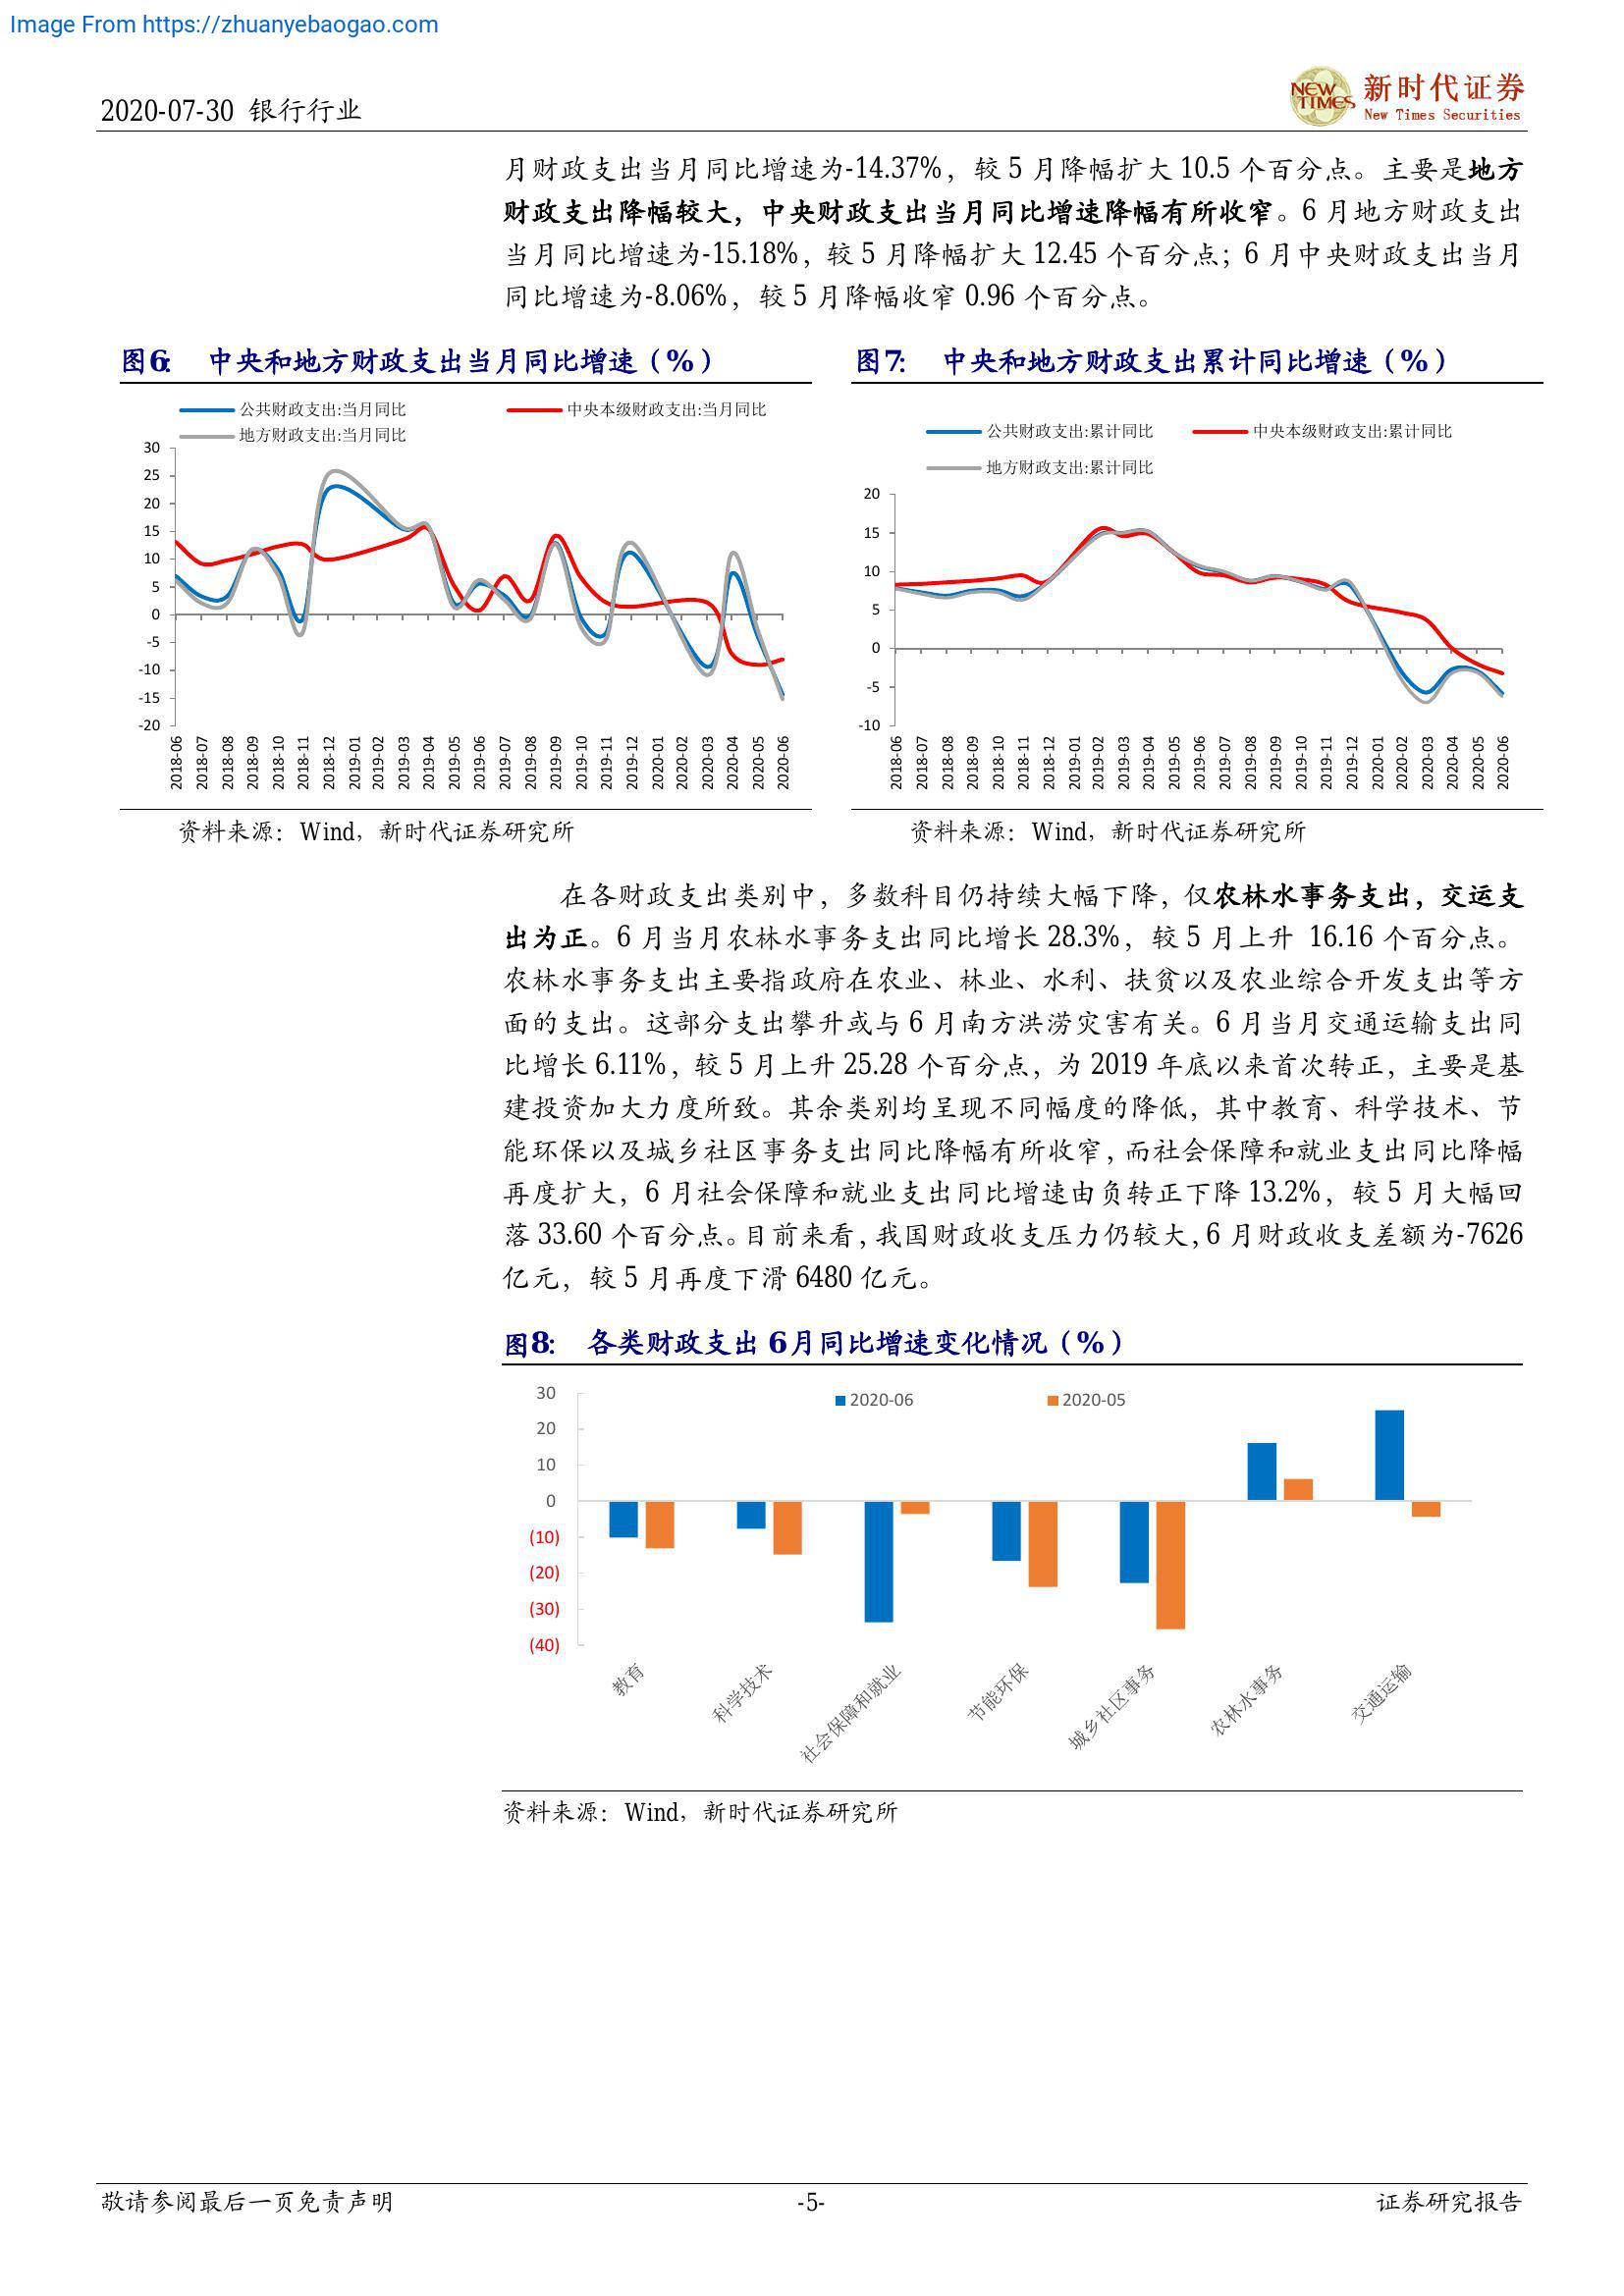 Image From https://zhuanyebaogao.com
2020-07-30 银行行业
NEW TIMES
新时代证券
New Times Securities
月财政支出当月同比增速为-14.37%，较 5 月降幅扩大 10.5 个百分点。主要是地方
财政支出降幅较大，中央财政支出当月同比增速降幅有所收窄。6 月地方财政支出
当月同比增速为-15.18%，较 5 月降幅扩大 12.45 个百分点；6 月中央财政支出当月
同比增速为-8.06%，较 5 月降幅收窄 0.96 个百分点。
图6： 中央和地方财政支出当月同比增速（%）
公共财政支出:当月同比
中央本级财政支出:当月同比
地方财政支出:当月同比
30
25
20
15
10
5
0
-5
-10
-15
-20
2018-06
2018-07
2018-08
2018-09
2018-10
2018-11
2018-12
2019-01
2019-02
2019-03
2019-04
2019-05
2019-06
2019-07
2019-08
2019-09
2019-10
2019-11
2019-12
2020-01
2020-02
2020-03
2020-04
2020-05
2020-06
资料来源：Wind，新时代证券研究所
图7： 中央和地方财政支出累计同比增速（%）
公共财政支出:累计同比
中央本级财政支出:累计同比
地方财政支出:累计同比
20
15
10
5
0
-5
-10
2018-06
2018-07
2018-08
2018-09
2018-10
2018-11
2018-12
2019-01
2019-02
2019-03
2019-04
2019-05
2019-06
2019-07
2019-08
2019-09
2019-10
2019-11
2019-12
2020-01
2020-02
2020-03
2020-04
2020-05
2020-06
资料来源：Wind，新时代证券研究所
在各财政支出类别中，多数科目仍持续大幅下降，仅农林水事务支出，交运支
出为正。6 月当月农林水事务支出同比增长 28.3%，较 5 月上升 16.16 个百分点。
农林水事务支出主要指政府在农业、林业、水利、扶贫以及农业综合开发支出等方
面的支出。这部分支出攀升或与 6 月南方洪涝灾害有关。6 月当月交通运输支出同
比增长 6.11%，较 5 月上升 25.28 个百分点，为 2019 年底以来首次转正，主要是基
建投资加大力度所致。其余类别均呈现不同幅度的降低，其中教育、科学技术、节
能环保以及城乡社区事务支出同比降幅有所收窄，而社会保障和就业支出同比降幅
再度扩大，6 月社会保障和就业支出同比增速由负转正下降 13.2%，较 5 月大幅回
落 33.60 个百分点。目前来看，我国财政收支压力仍较大，6 月财政收支差额为-7626
亿元，较 5 月再度下滑 6480 亿元。
图8： 各类财政支出 6月同比增速变化情况（%）
2020-06
2020-05
30
20
10
0
(10)
(20)
(30)
(40)
教育
科学技术
社会保障和就业
节能环保
城乡社区事务
农林水事务
交通运输
资料来源：Wind，新时代证券研究所
敬请参阅最后一页免责声明
-5-
证券研究报告